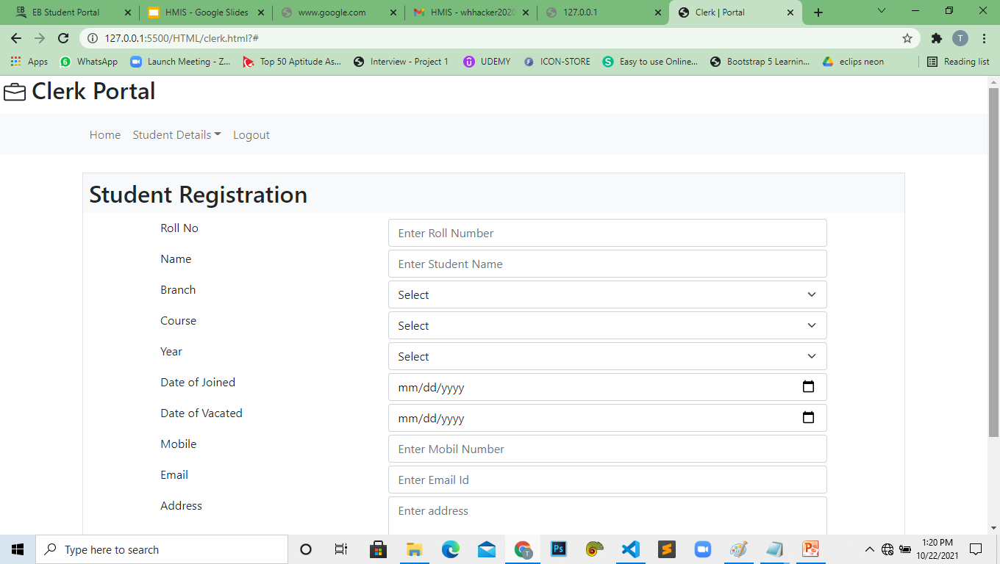 EB Student Portal
HMIS - Google Slides
www.google.com
HMIS - whhacker2020
127.0.0.1
Clerk | Portal
127.0.0.1:5500/HTML/clerk.html?#
T
Apps
6 WhatsApp
Launch Meeting - Z...
Top 50 Aptitude As...
Interview - Project 1
UDEMY
ICON-STORE
Easy to use Online...
Bootstrap 5 Learnin...
eclips neon
Reading list
Clerk Portal
Home Student Details Logout
Student Registration
Roll No Enter Roll Number
Name Enter Student Name
Branch Select
Course Select
Year Select
Date of Joined mm/dd/yyyy
Date of Vacated mm/dd/yyyy
Mobile Enter Mobil Number
Email Enter Email Id
Address Enter address
Type here to search
Ps
1:20 PM
10/22/2021